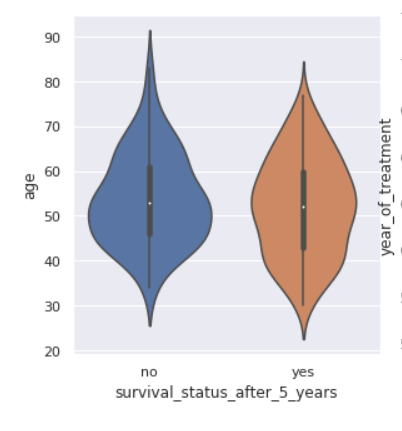 90
80
70
60
50
40
30
20
age
no yes
survival_status_after_5_years
year_of_treatment